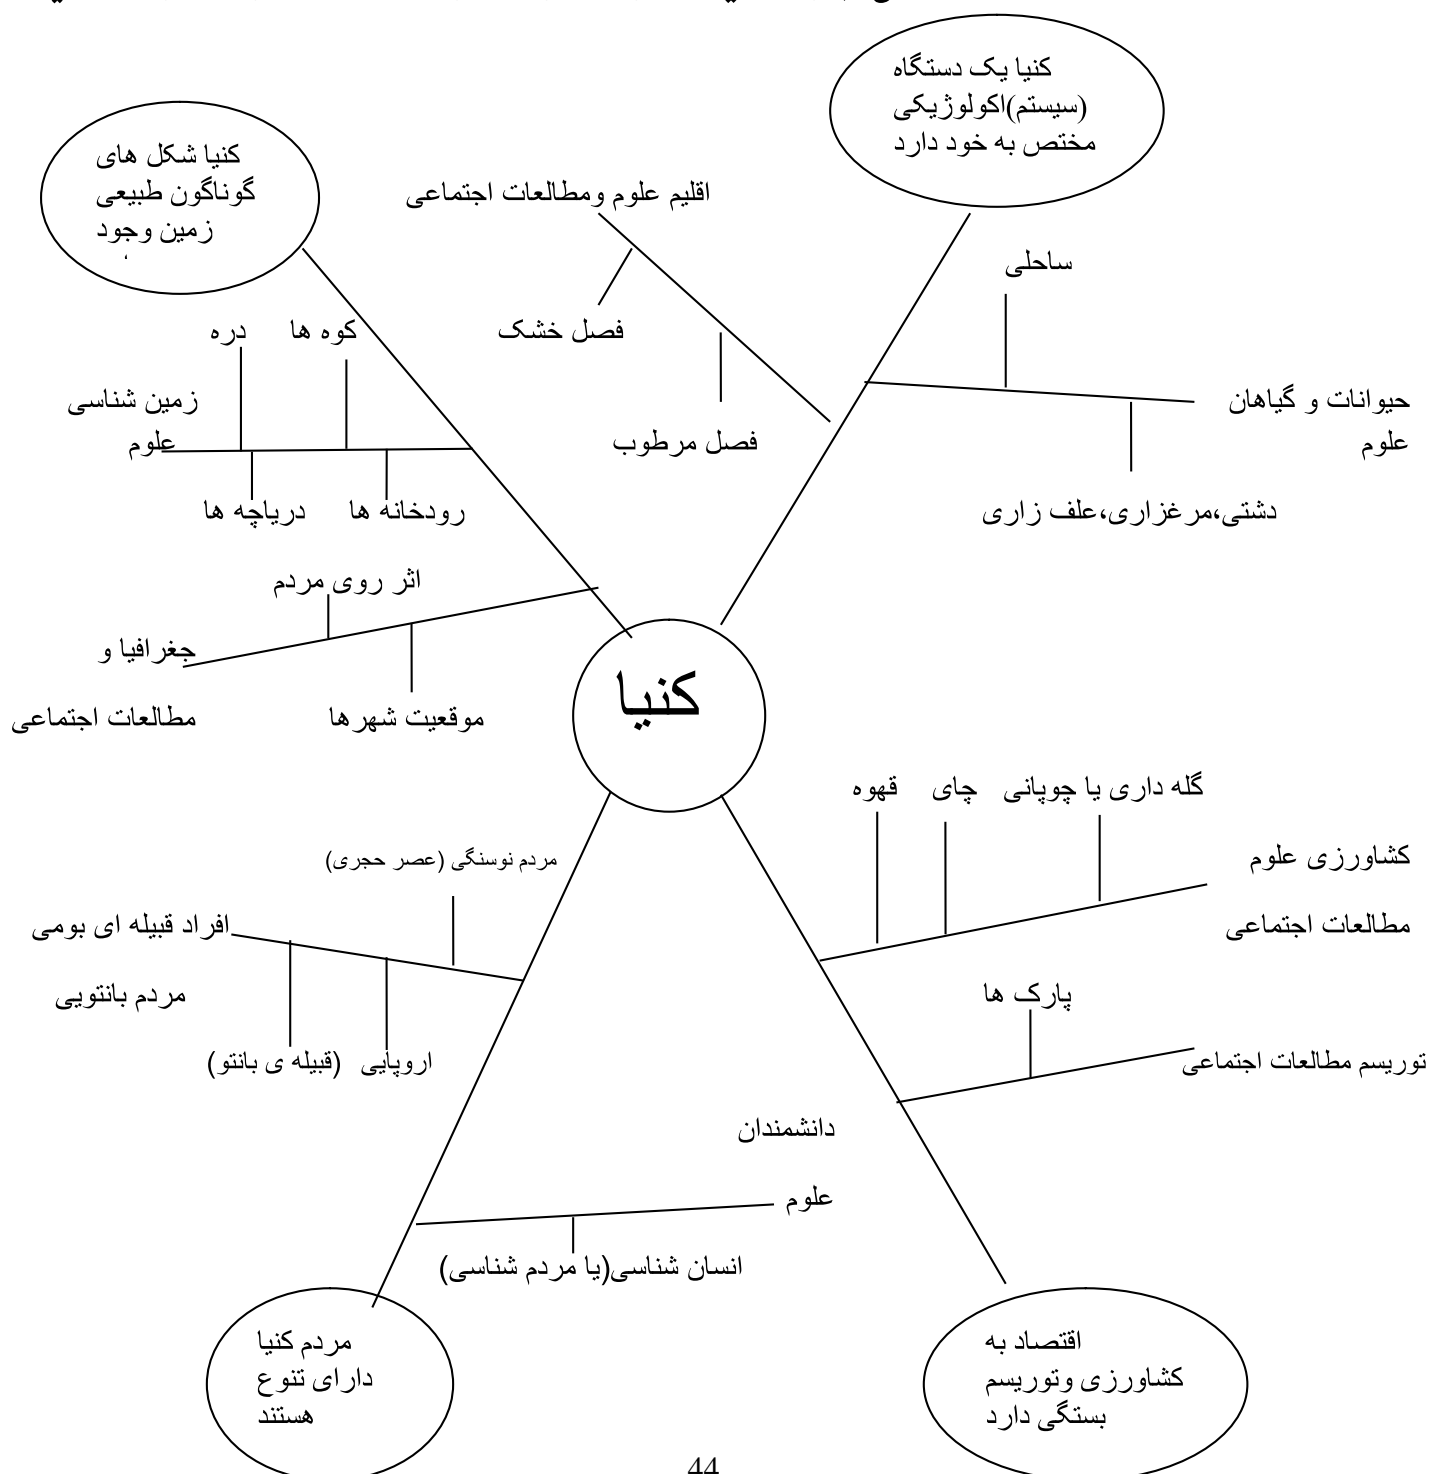 کنیا یک دستگاه
(سیستم)اکولوژیکی
مختص به خود دارد
کنیا شکل های
گوناگون طبیعی
زمین وجود
اقلیم علوم ومطالعات اجتماعی
ساحلی
فصل خشک
دره
کوه ها
زمین شناسی
علوم
حیوانات و گیاهان
علوم
فصل مرطوب
دریاچه ها
رودخانه ها
دشتی،مرغزاری،علف زاری
اثر روی مردم
جغرافیا و
مطالعات اجتماعی
موقعیت شهرها
کنیا
گله داری یا چوپانی
چای
قهوه
کشاورزی علوم
مطالعات اجتماعی
مردم نوسنگی (عصر حجری)
افراد قبیله ای بومی
مردم بانتویی
اروپایی
(قبیله ی بانتو)
پارک ها
توریسم مطالعات اجتماعی
دانشمندان
علوم
انسان شناسی(یا مردم شناسی)
مردم کنیا
دارای تنوع
هستند
اقتصاد به
کشاورزی وتوریسم
بستگی دارد
44